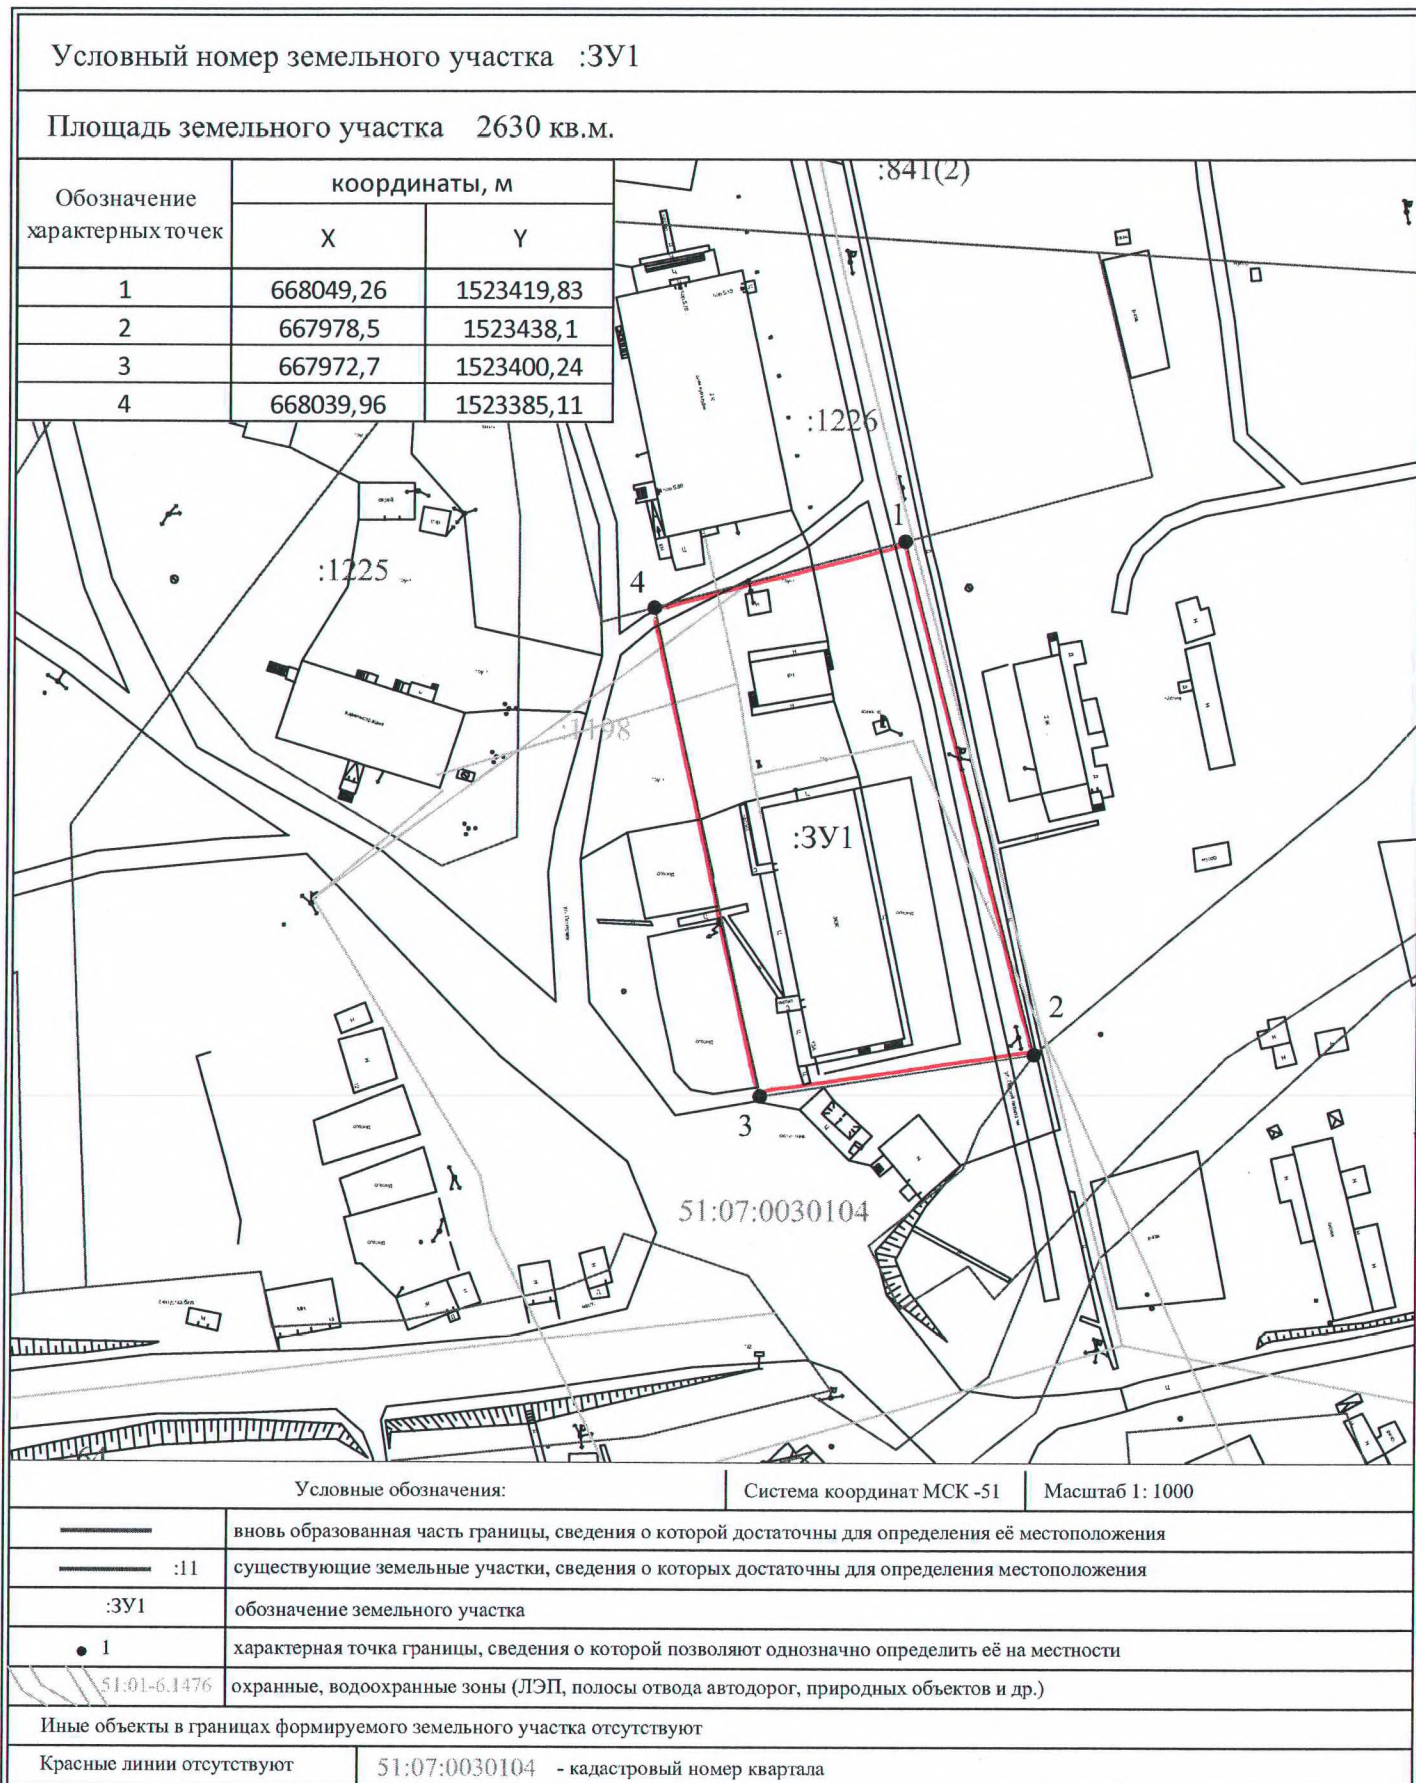 Условный номер земельного участка :ЗУ1
Площадь земельного участка 2630 кв.м.
Обозначение характерных точек
координаты, м
X Y
1 668049,26 1523419,83
2 667978,5 1523438,1
3 667972,7 1523400,24
4 668039,96 1523385,11
:841(2)
:1226
1
:1225
4
:1198
:ЗУ1
2
3
51:07:0030104
Условные обозначения:
Система координат МСК -51
Масштаб 1: 1000
вновь образованная часть границы, сведения о которой достаточны для определения её местоположения
:11 существующие земельные участки, сведения о которых достаточны для определения местоположения
:ЗУ1 обозначение земельного участка
1 характерная точка границы, сведения о которой позволяют однозначно определить её на местности
51:01-6.1476 охранные, водоохранные зоны (ЛЭП, полосы отвода автодорог, природных объектов и др.)
Иные объекты в границах формируемого земельного участка отсутствуют
Красные линии отсутствуют
51:07:0030104 - кадастровый номер квартала